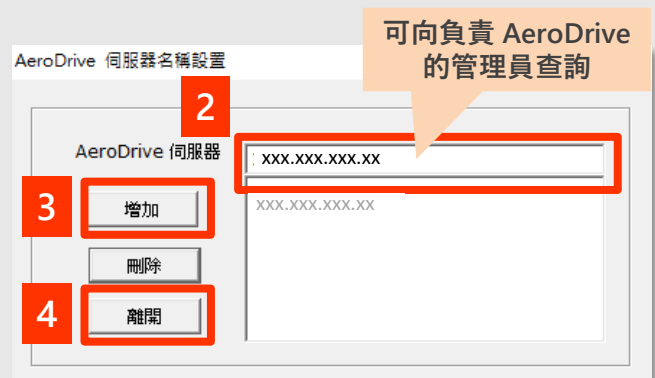 可向負責 AeroDrive
的管理員查詢
AeroDrive 伺服器名稱設置
2
AeroDrive 伺服器
xxx.xxx.xxx.xx
3
增加
xxx.xxx.xxx.xx
刪除
4
離開